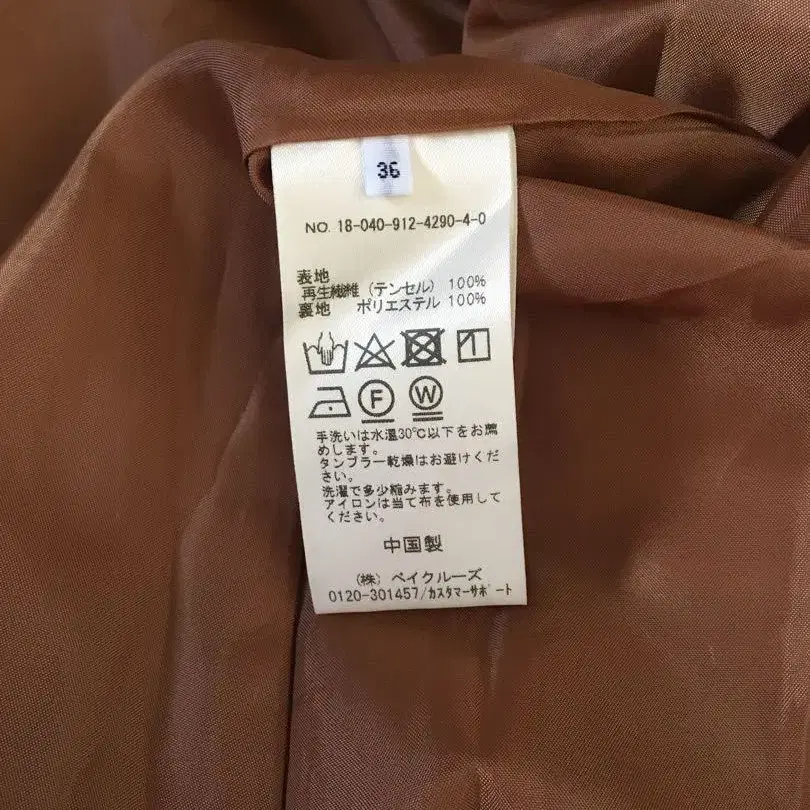 36
NO. 18-040-912-4290-4-0
表地
再生繊維 (テンセル) 100%
裏地 ポリエステル 100%
F W
手洗いは水温30℃以下をお薦
めします。
タンブラー乾燥はお避けくだ
さい。
洗濯で多少縮みます。
アイロンは当て布を使用して
ください。
中国製
(株) ベイクルーズ
0120-301457/カスタマーサポート